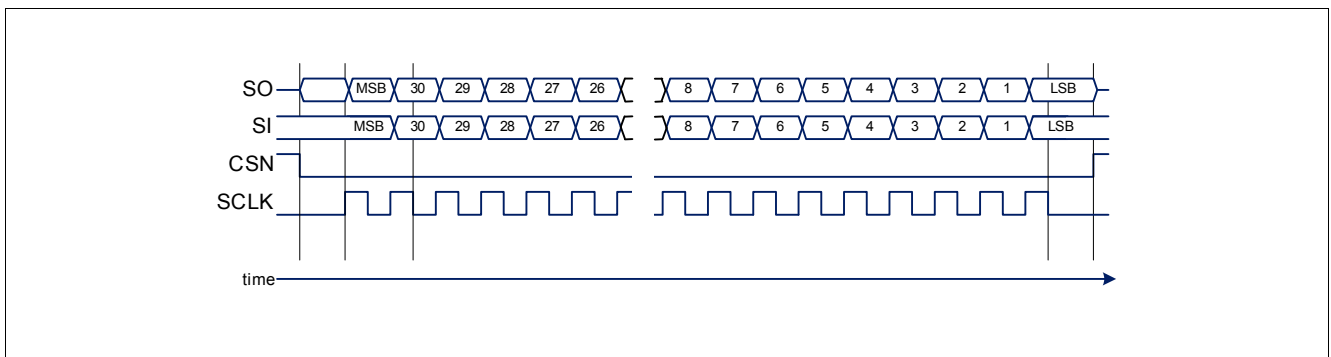 SO MSB 30 29 28 27 26 8 7 6 5 4 3 2 1 LSB
SI MSB 30 29 28 27 26 8 7 6 5 4 3 2 1 LSB
CSN
SCLK
time